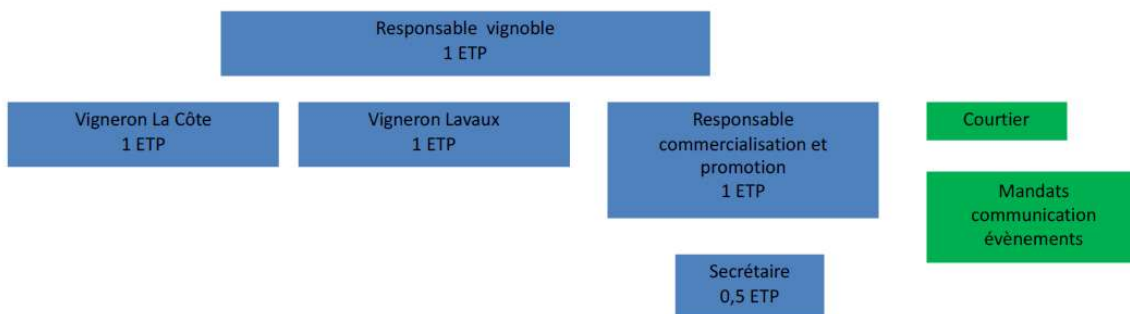 Responsable vignoble
1 ETP
Vigneron La Côte
1 ETP
Vigneron Lavaux
1 ETP
Responsable
commercialisation et
promotion
1 ETP
Courtier
Mandats
communication
évènements
Secrétaire
0,5 ETP